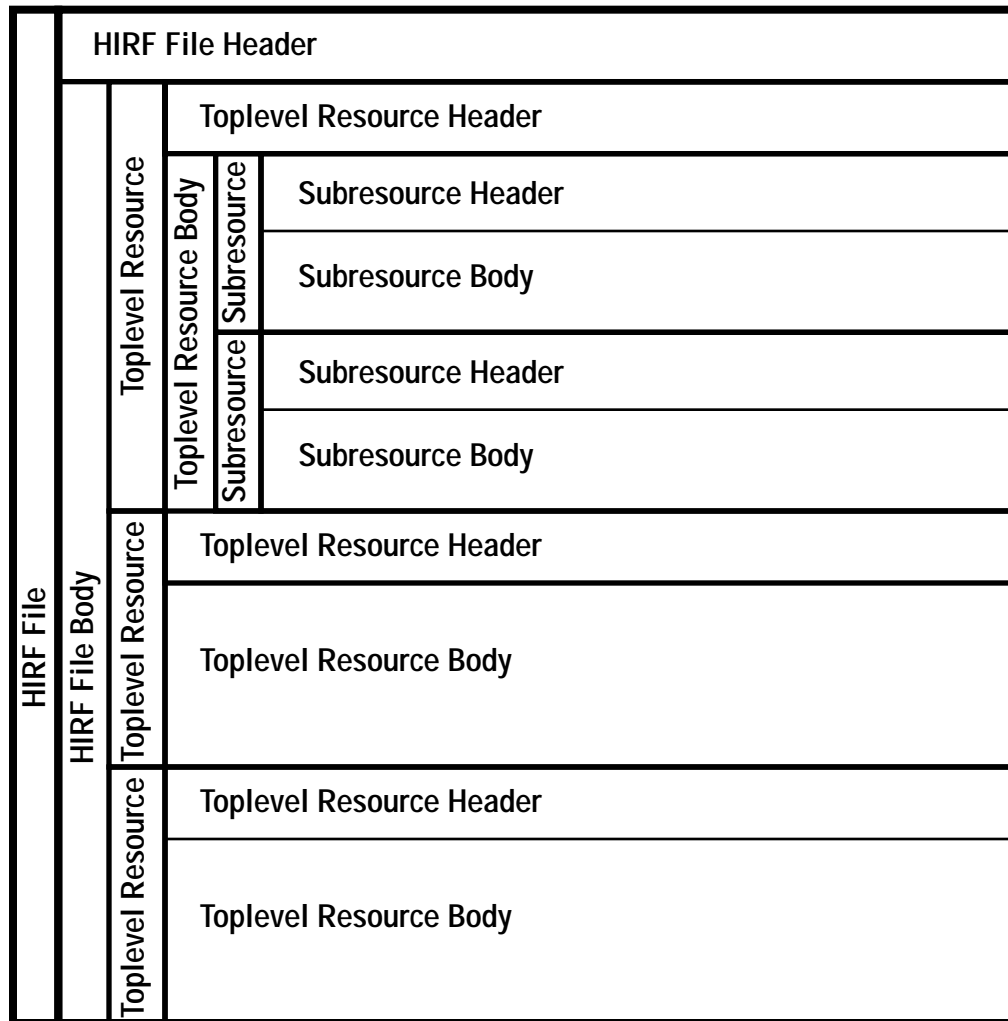 HIRF File
HIRF File Header
HIRF File Body
Toplevel Resource
Toplevel Resource Header
Toplevel Resource Body
Subresource
Subresource Header
Subresource Body
Subresource
Subresource Header
Subresource Body
Toplevel Resource
Toplevel Resource Header
Toplevel Resource Body
Toplevel Resource
Toplevel Resource Header
Toplevel Resource Body